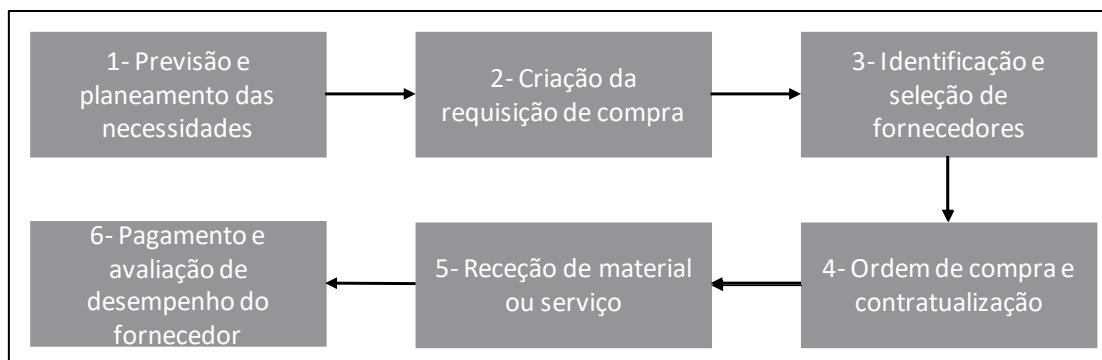 1- Previsão e
planeamento das
necessidades
2- Criação da
requisição de compra
3- Identificação e
seleção de
fornecedores
4- Ordem de compra e
contratualização
5- Receção de material
ou serviço
6- Pagamento e
avaliação de
desempenho do
fornecedor